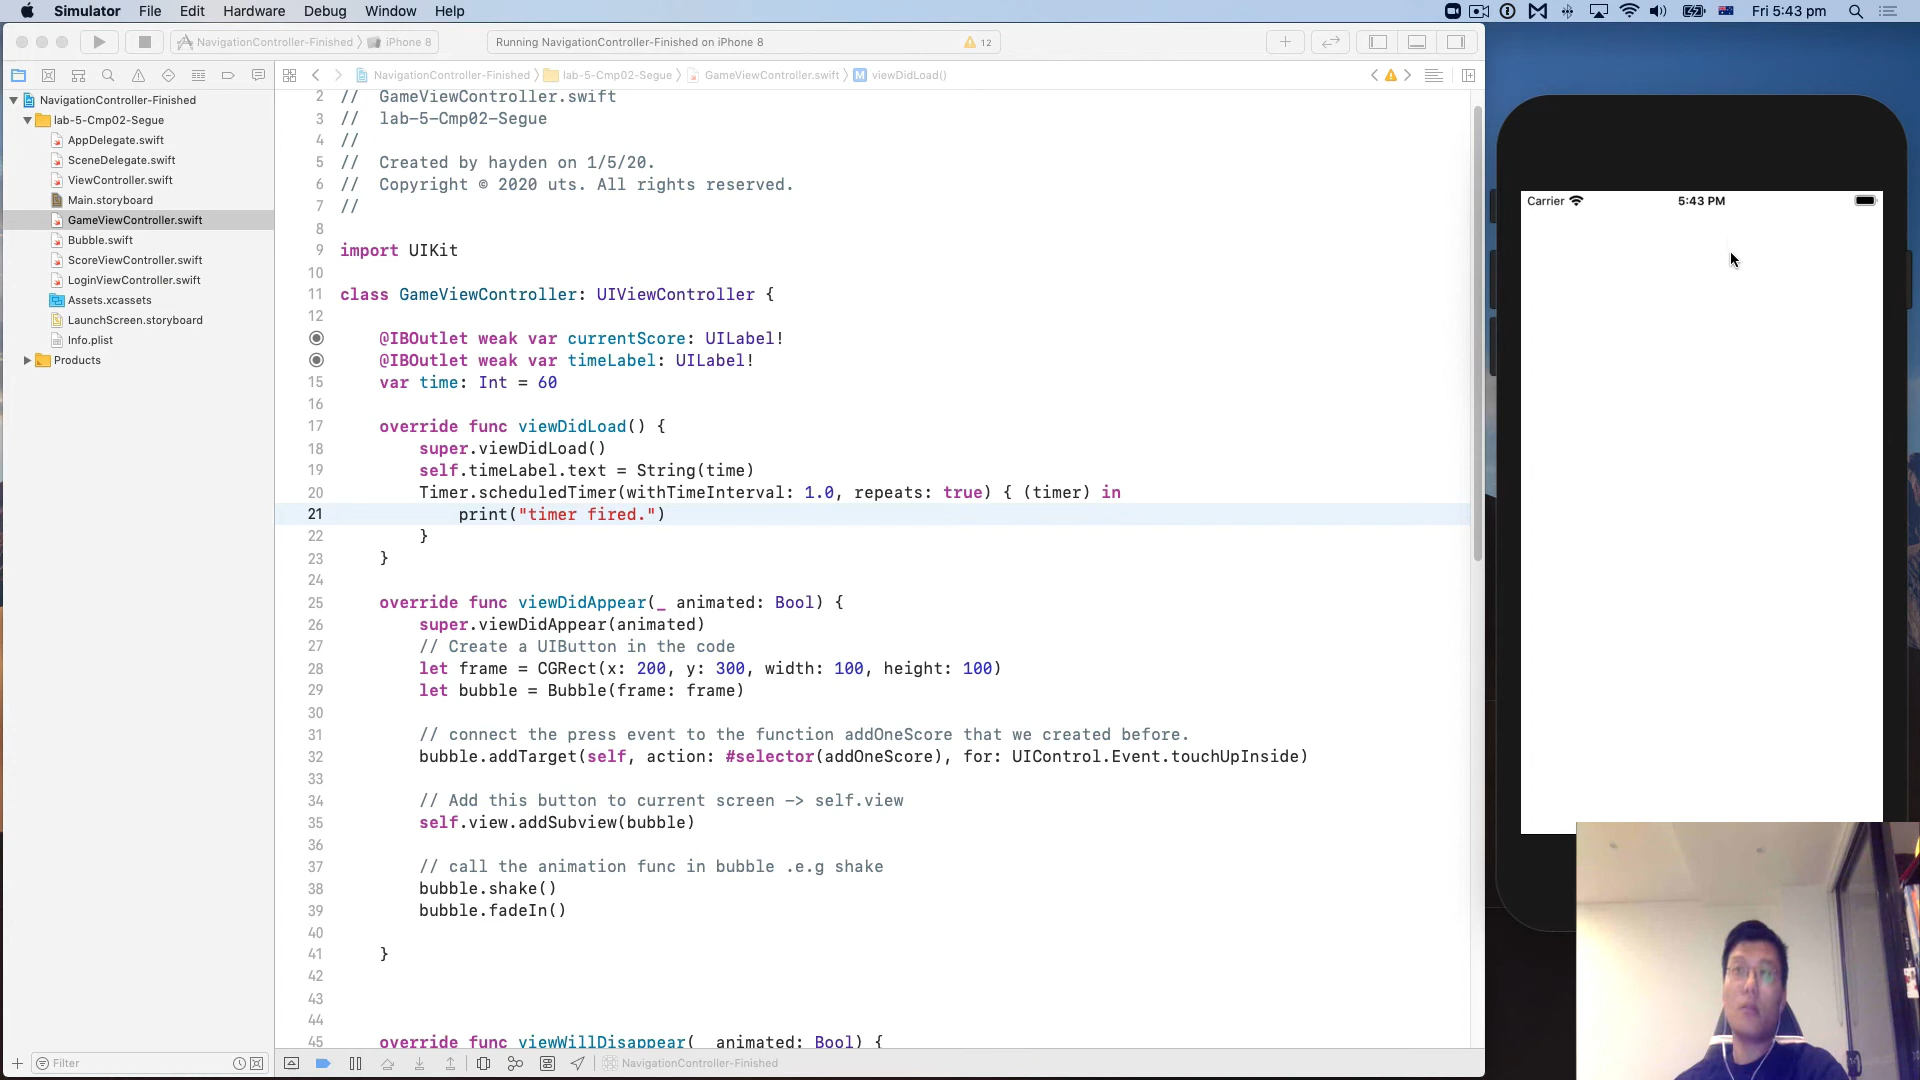 Simulator File Edit Hardware Debug Window Help Fri 5:43 pm
NavigationController-Finished iPhone 8 Running NavigationController-Finished on iPhone 8 12
NavigationController-Finished lab-5-Cmp02-Segue GameViewController.swift M viewDidLoad()
NavigationController-Finished
lab-5-Cmp02-Segue
AppDelegate.swift
SceneDelegate.swift
ViewController.swift
Main.storyboard
GameViewController.swift
Bubble.swift
ScoreViewController.swift
LoginViewController.swift
Assets.xcassets
LaunchScreen.storyboard
Info.plist
Products
Filter
2 // GameViewController.swift
3 // lab-5-Cmp02-Segue
4 //
5 // Created by hayden on 1/5/20.
6 // Copyright © 2020 uts. All rights reserved.
7 //
8
9 import UIKit
10
11 class GameViewController: UIViewController {
12
@IBOutlet weak var currentScore: UILabel!
@IBOutlet weak var timeLabel: UILabel!
15 var time: Int = 60
16
17 override func viewDidLoad() {
18 super.viewDidLoad()
19 self.timeLabel.text = String(time)
20 Timer.scheduledTimer(withTimeInterval: 1.0, repeats: true) { (timer) in
21 print("timer fired.")
22 }
23 }
24
25 override func viewDidAppear(_ animated: Bool) {
26 super.viewDidAppear(animated)
27 // Create a UIButton in the code
28 let frame = CGRect(x: 200, y: 300, width: 100, height: 100)
29 let bubble = Bubble(frame: frame)
30
31 // connect the press event to the function addOneScore that we created before.
32 bubble.addTarget(self, action: #selector(addOneScore), for: UIControl.Event.touchUpInside)
33
34 // Add this button to current screen -> self.view
35 self.view.addSubview(bubble)
36
37 // call the animation func in bubble .e.g shake
38 bubble.shake()
39 bubble.fadeIn()
40
41 }
42
43
44
45 override func viewWillDisappear(_ animated: Bool) {
NavigationController-Finished
Carrier 5:43 PM